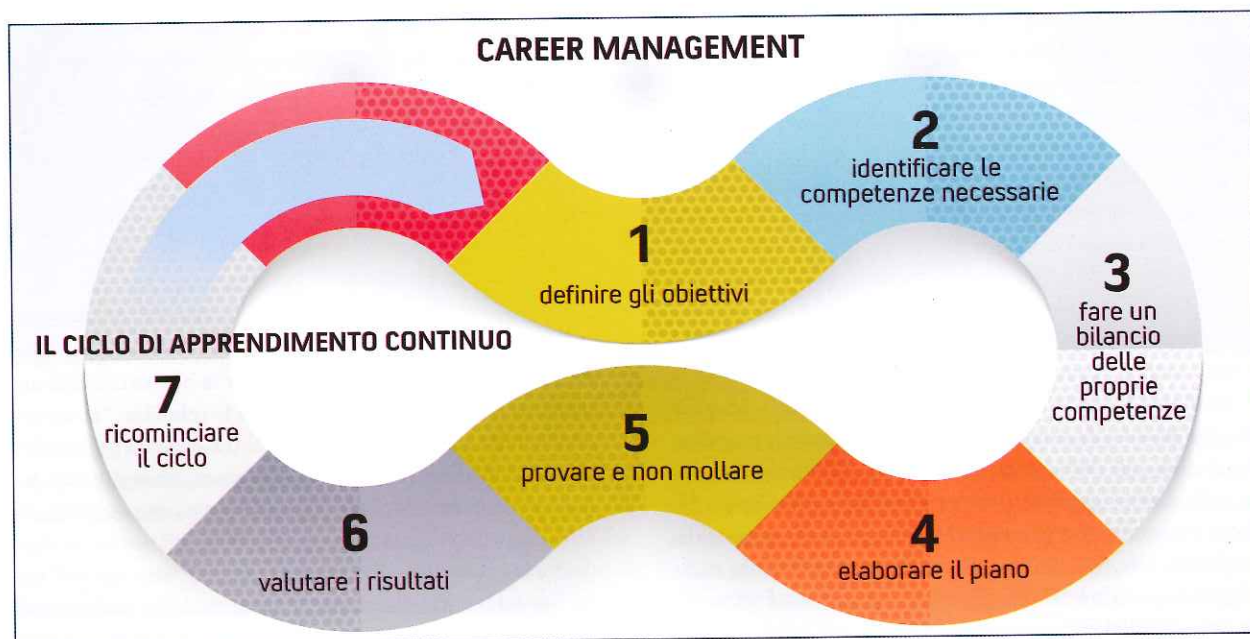 CAREER MANAGEMENT
1
definire gli obiettivi
2
identificare le
competenze necessarie
3
fare un
bilancio
delle
proprie
competenze
4
elaborare il piano
5
provare e non mollare
6
valutare i risultati
7
ricominciare
il ciclo
IL CICLO DI APPRENDIMENTO CONTINUO